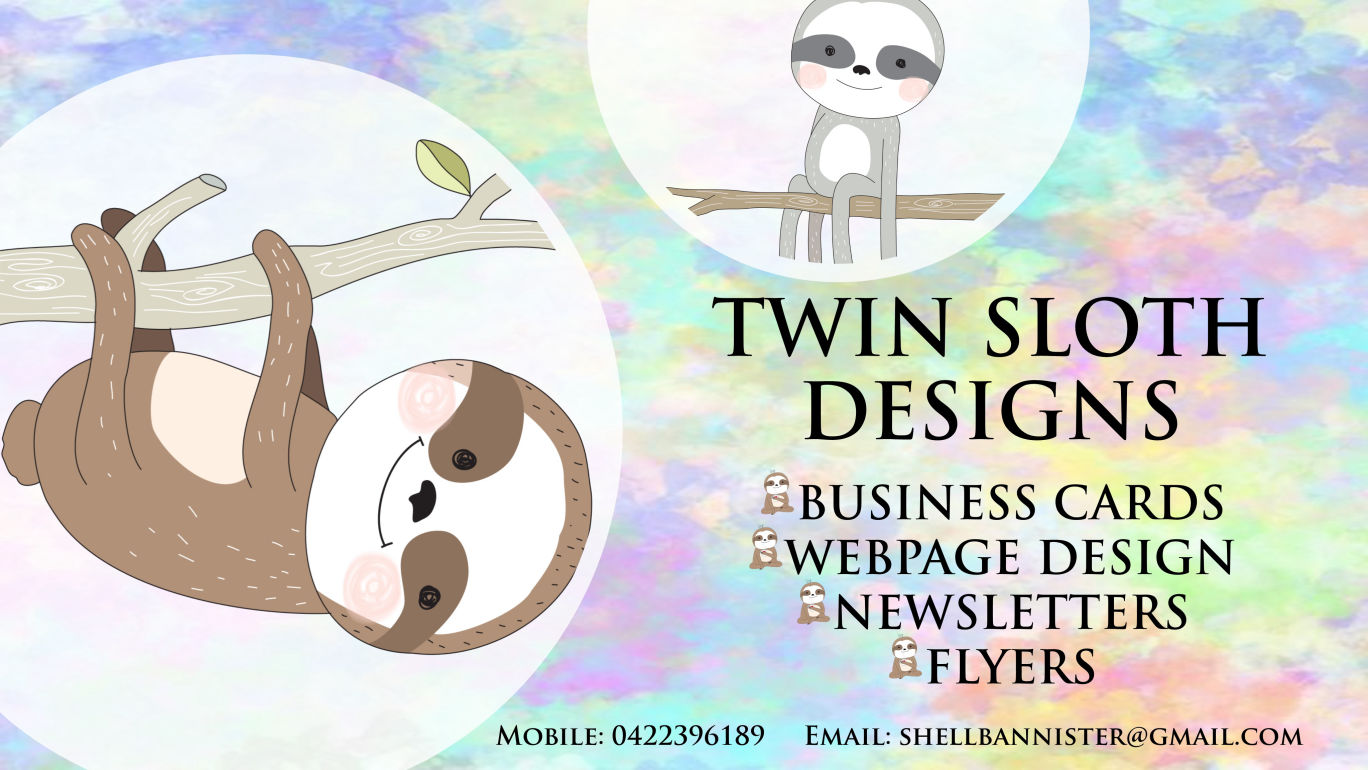 TWIN SLOTH
DESIGNS
BUSINESS CARDS
WEBPAGE DESIGN
NEWSLETTERS
FLYERS
MOBILE: 0422396189 EMAIL: SHELLBANNISTER@GMAIL.COM